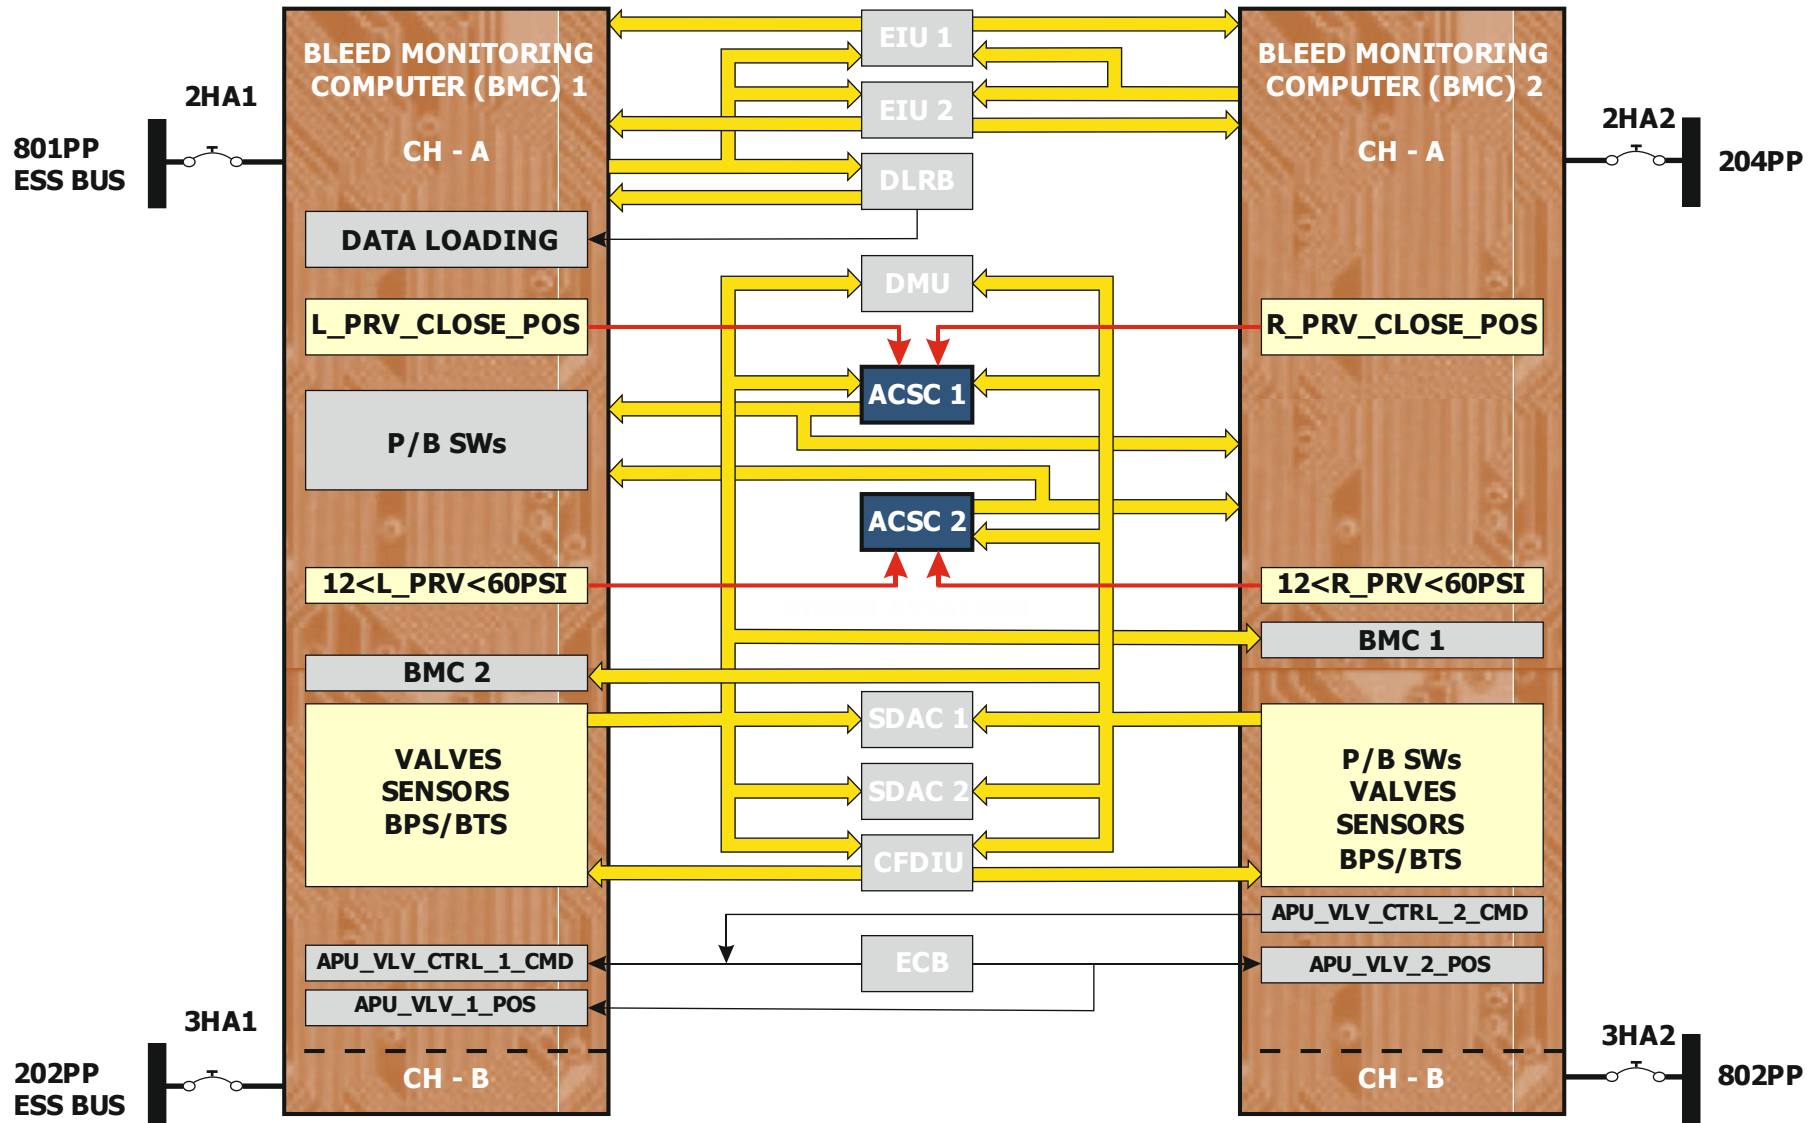 BLEED MONITORING
COMPUTER (BMC) 1
CH - A
2HA1
801PP
ESS BUS
DATA LOADING
L_PRV_CLOSE_POS
P/B SWs
12<L_PRV<60PSI
BMC 2
VALVES
SENSORS
BPS/BTS
APU_VLV_CTRL_1_CMD
APU_VLV_1_POS
3HA1
202PP
ESS BUS
CH - B
EIU 1
EIU 2
DLRB
DMU
ACSC 1
ACSC 2
SDAC 1
SDAC 2
CFDIU
ECB
BLEED MONITORING
COMPUTER (BMC) 2
CH - A
2HA2
204PP
R_PRV_CLOSE_POS
12<R_PRV<60PSI
BMC 1
P/B SWs
VALVES
SENSORS
BPS/BTS
APU_VLV_CTRL_2_CMD
APU_VLV_2_POS
3HA2
802PP
CH - B